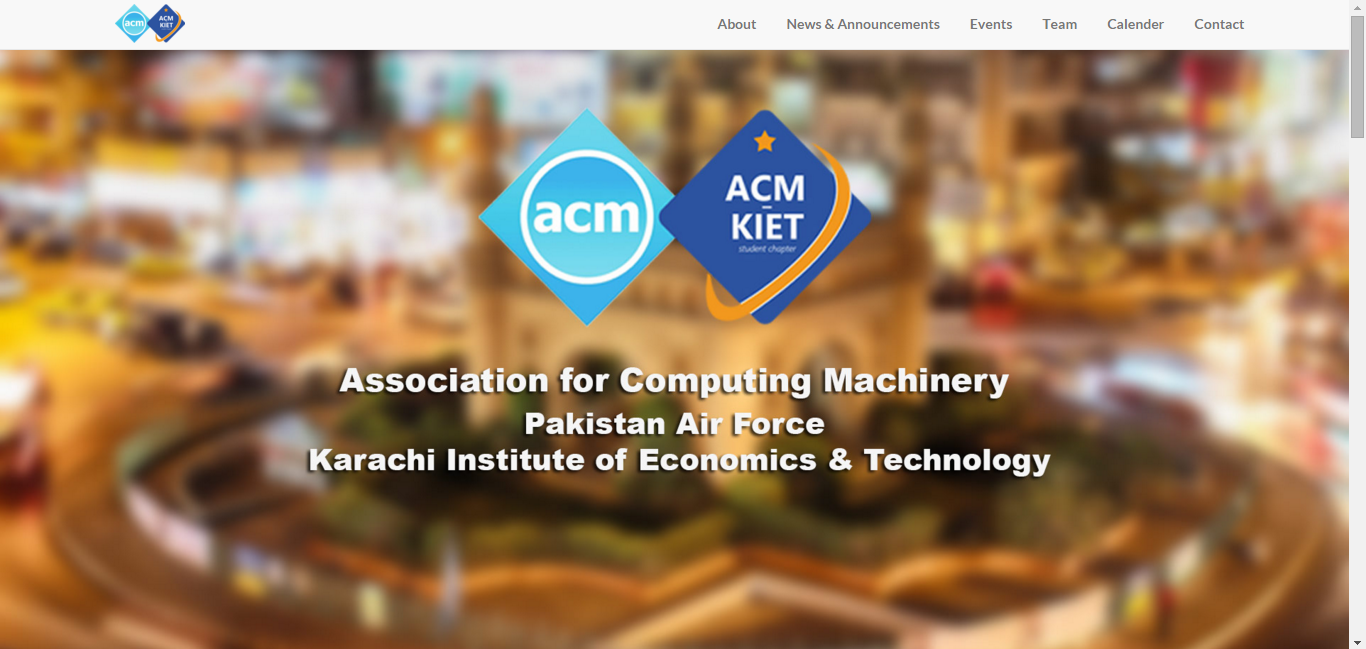 acm ACM KIET
About News & Announcements Events Team Calender Contact
acm
ACM
-
KIET
student chapter
Association for Computing Machinery
Pakistan Air Force
Karachi Institute of Economics & Technology